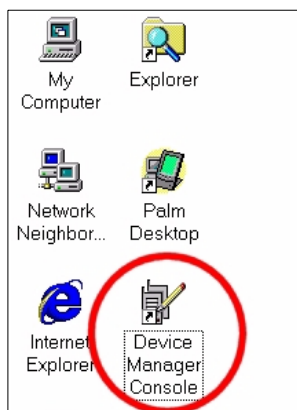 My
Computer
Explorer
Network
Neighbor...
Palm
Desktop
Internet
Explorer
Device
Manager
Console